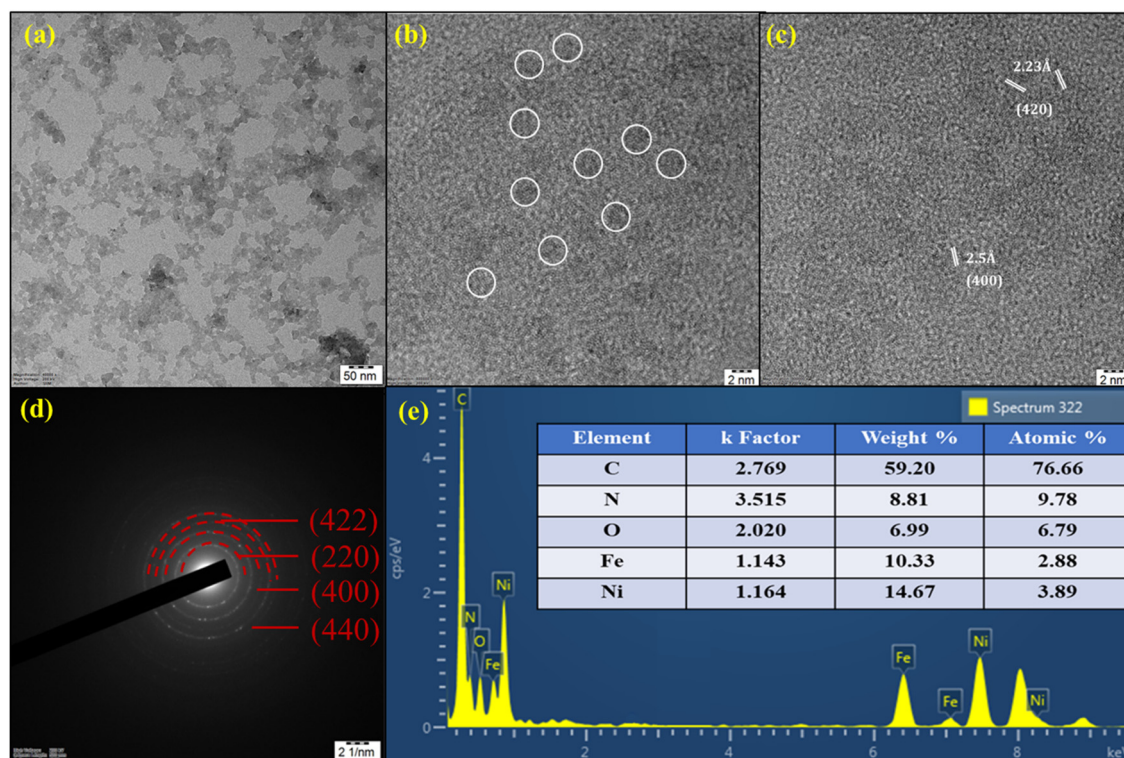 (a)
50 nm
(b)
2 nm
(c)
2.23Å
(420)
2.5Å
(400)
2 nm
(d)
(422)
(220)
(400)
(440)
2 1/nm
(e)
Spectrum 322
Element k Factor Weight % Atomic %
C 2.769 59.20 76.66
N 3.515 8.81 9.78
O 2.020 6.99 6.79
Fe 1.143 10.33 2.88
Ni 1.164 14.67 3.89
cps/eV
4
2
0
C
N
O
Fe
Ni
Fe
Fe
Ni
Ni
2
4
6
8